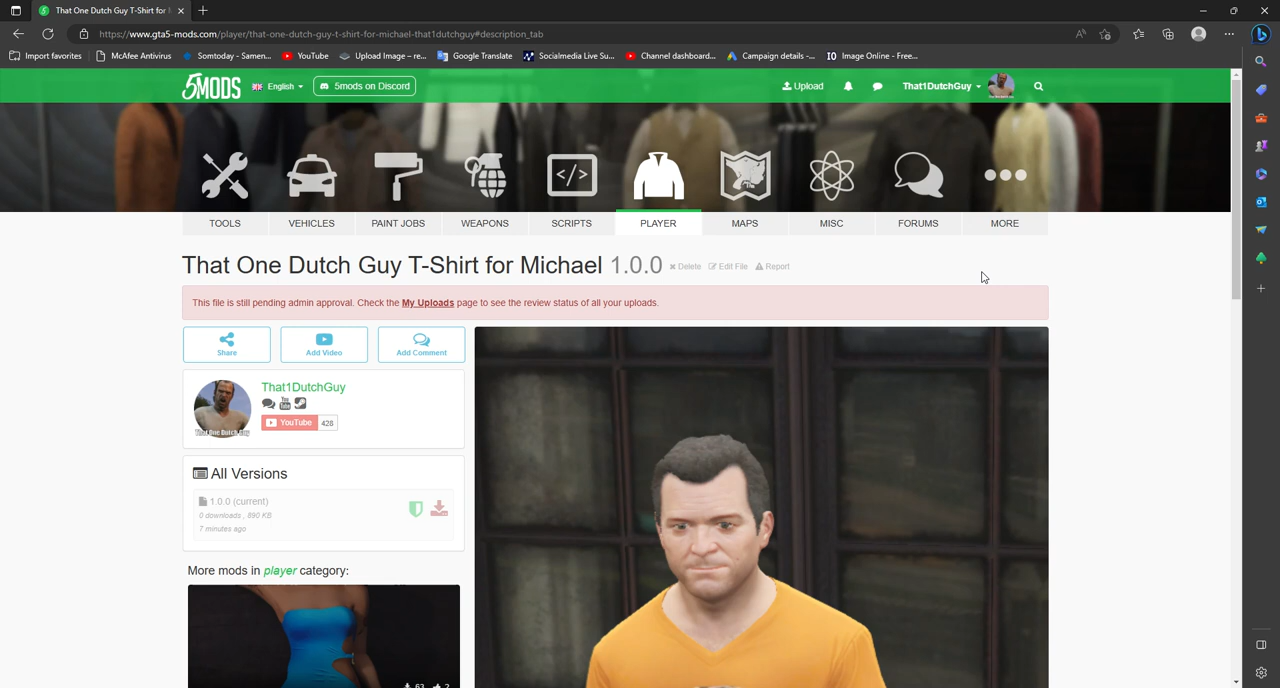 That One Dutch Guy T-Shirt for
https://www.gta5-mods.com/player/that-one-dutch-guy-t-shirt-for-michael-that1dutchguy#description_tab
Import favorites McAfee Antivirus Somtoday - Samen... YouTube Upload Image – re... Google Translate Socialmedia Live Su... Channel dashboard... Campaign details -... Image Online - Free...
5MODS English 5mods on Discord Upload That1DutchGuy
TOOLS VEHICLES PAINT JOBS WEAPONS SCRIPTS PLAYER MAPS MISC FORUMS MORE
That One Dutch Guy T-Shirt for Michael 1.0.0 Delete Edit File Report
This file is still pending admin approval. Check the My Uploads page to see the review status of all your uploads.
Share Add Video Add Comment
That1DutchGuy
YouTube 428
That One Dutch Guy
All Versions
1.0.0 (current)
0 downloads , 890 KB
7 minutes ago
More mods in player category:
63 2